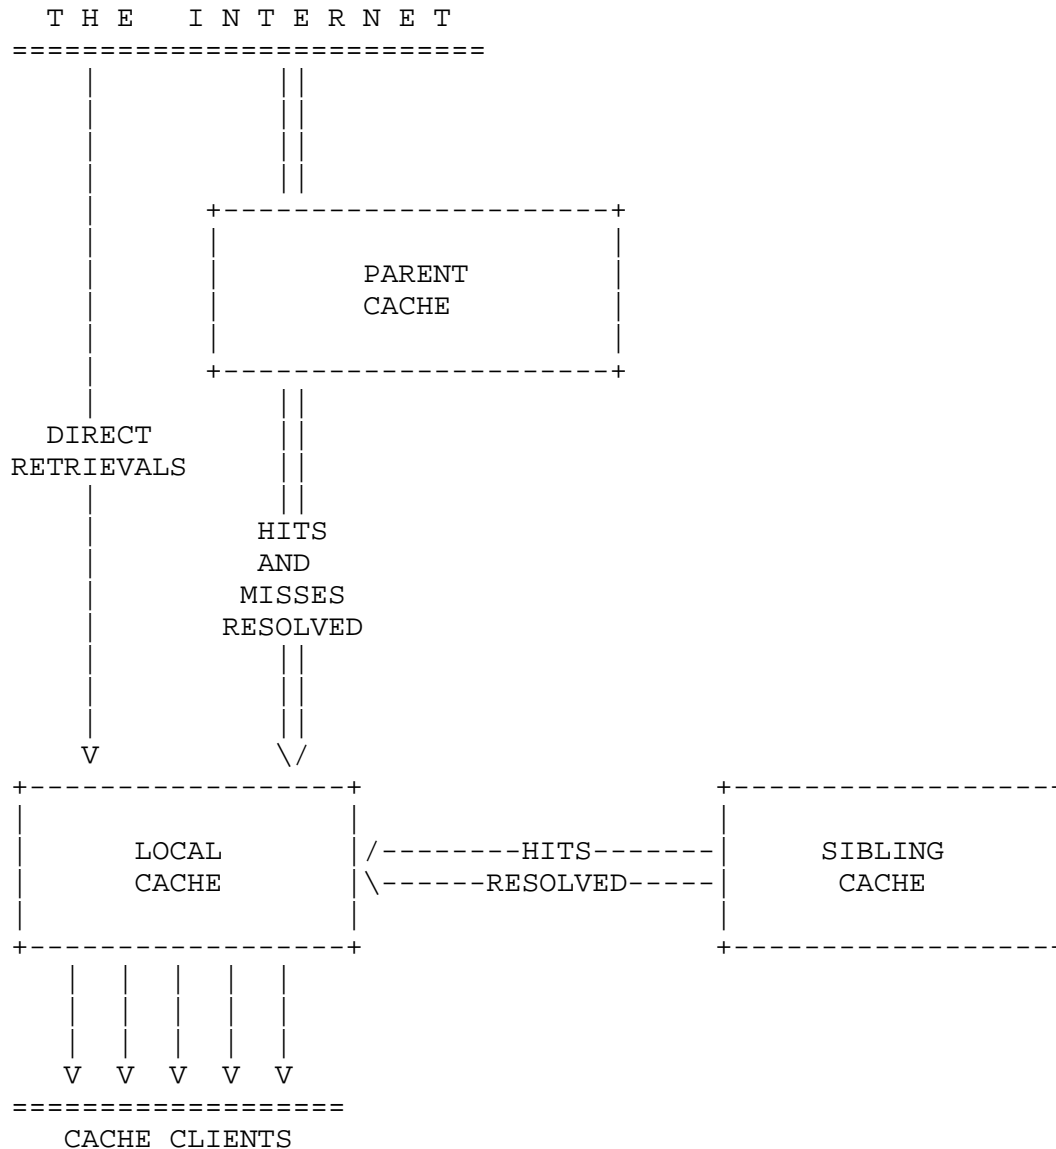 T H E   I N T E R N E T
DIRECT
RETRIEVALS
PARENT
CACHE
HITS
AND
MISSES
RESOLVED
V
V
LOCAL
CACHE
HITS
RESOLVED
SIBLING
CACHE
V V V V V
CACHE CLIENTS